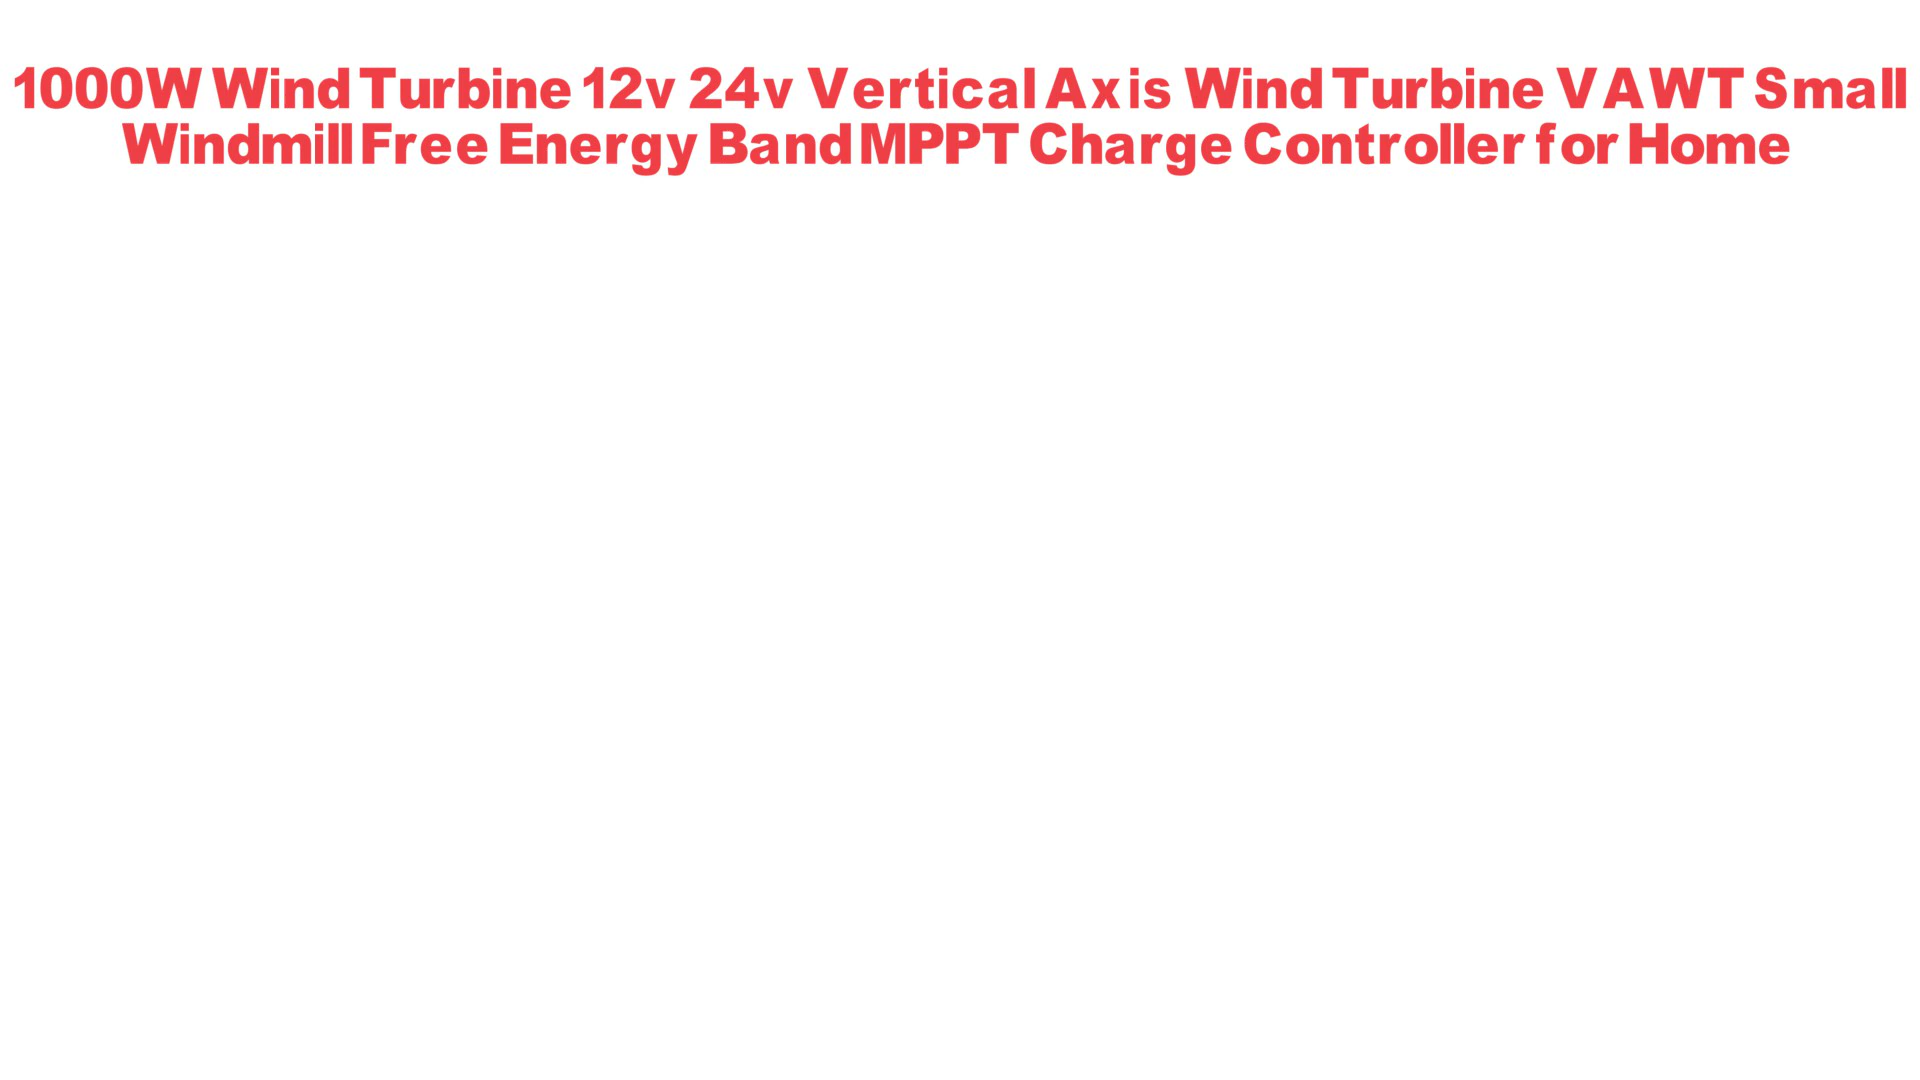 1000W Wind Turbine 12v 24v Vertical Axis Wind Turbine VAWT Small
Windmill Free Energy Band MPPT Charge Controller for Home